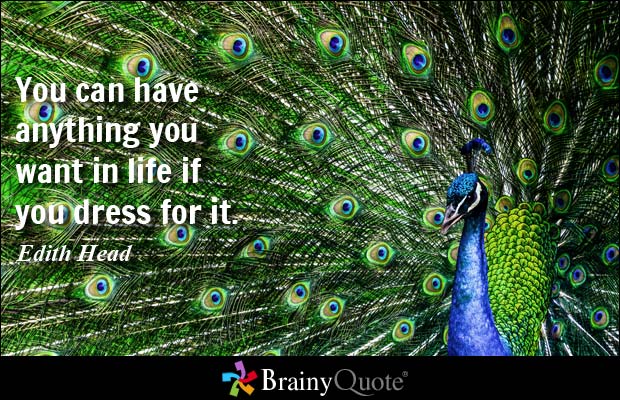 You can have
anything you
want in life if
you dress for it.
Edith Head
BrainyQuote®